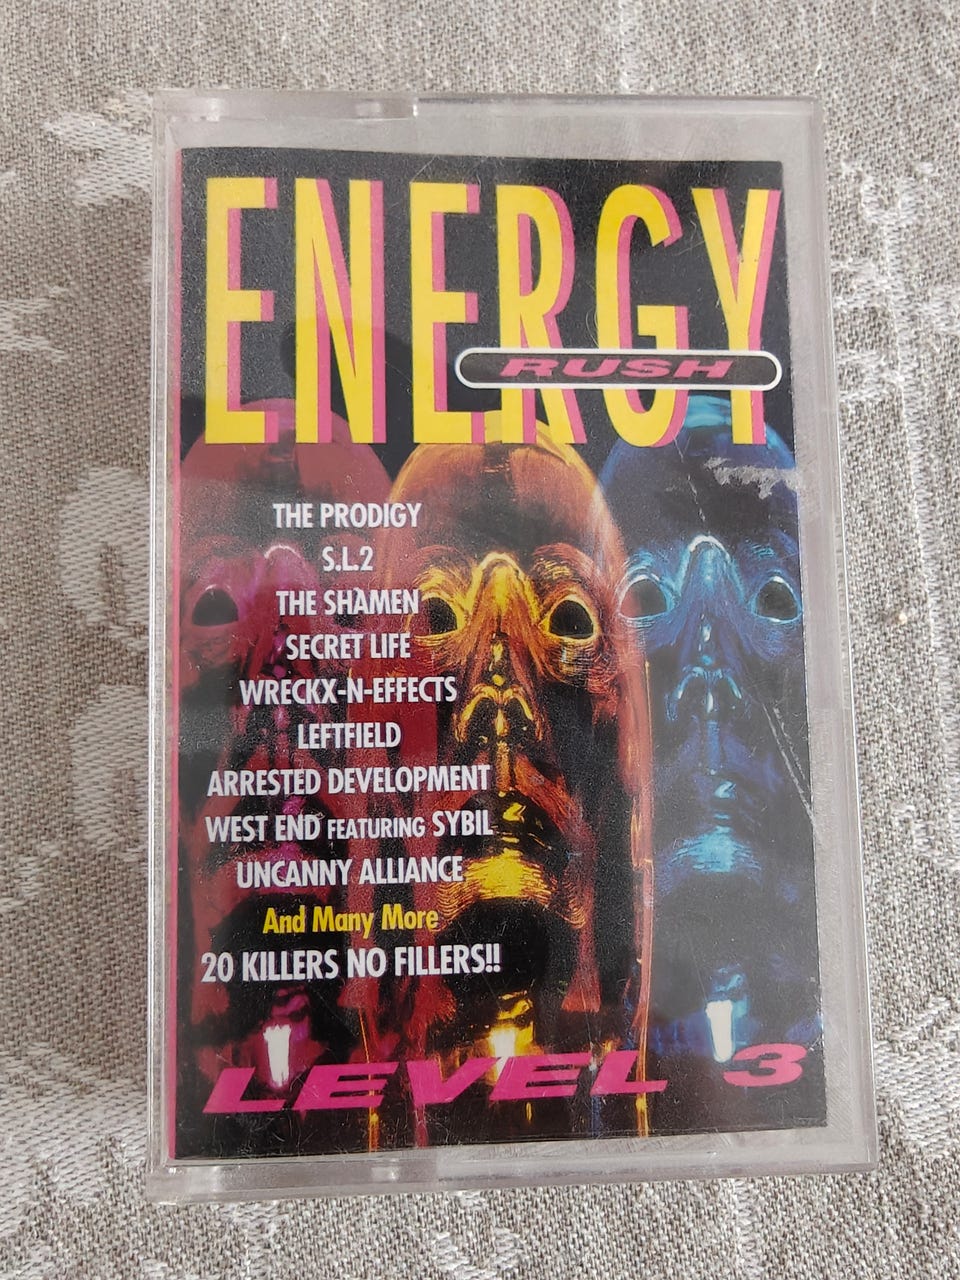 ENERGY
RUSH
THE PRODIGY
S.L.2
THE SHAMEN
SECRET LIFE
WRECKX-N-EFFECTS
LEFTFIELD
ARRESTED DEVELOPMENT
WEST END FEATURING SYBIL
UNCANNY ALLIANCE
And Many More
20 KILLERS NO FILLERS!!
LEVEL 3